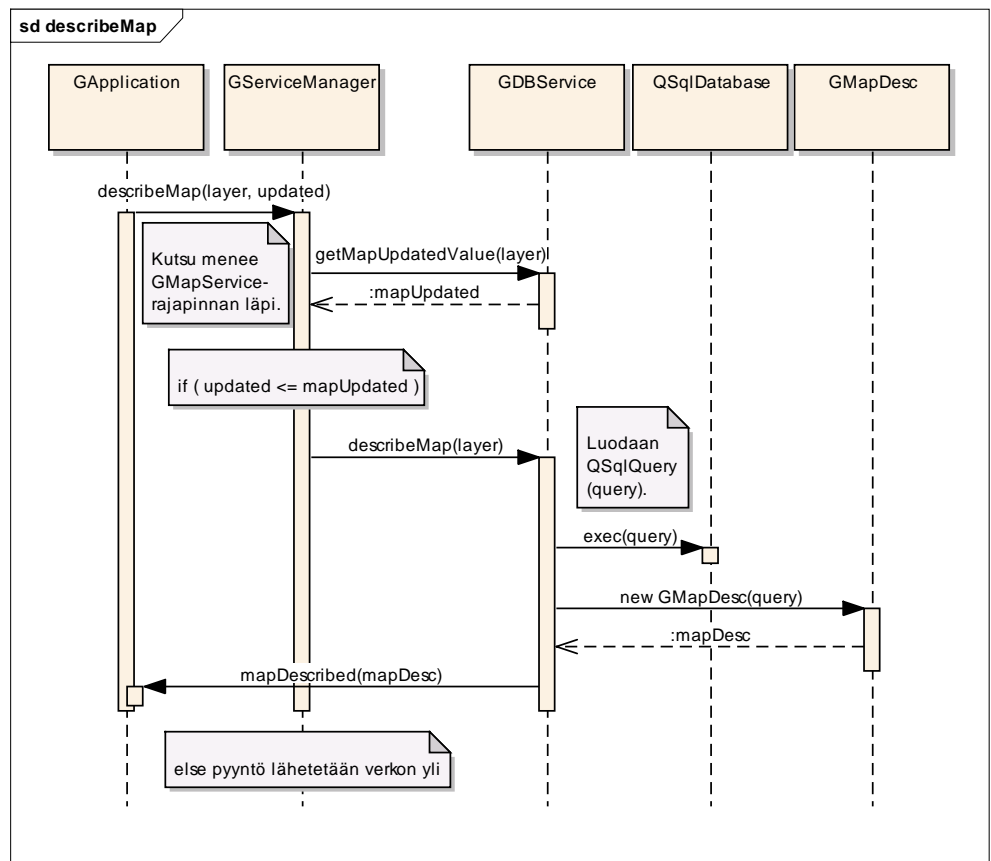 sd describeMap
GApplication
GServiceManager
GDBService
QSqlDatabase
GMapDesc
describeMap(layer, updated)
Kutsu menee
GMapService-
rajapinnan läpi.
getMapUpdatedValue(layer)
:mapUpdated
if ( updated <= mapUpdated )
describeMap(layer)
Luodaan
QSqlQuery
(query).
exec(query)
new GMapDesc(query)
:mapDesc
mapDescribed(mapDesc)
else pyyntö lähetetään verkon yli